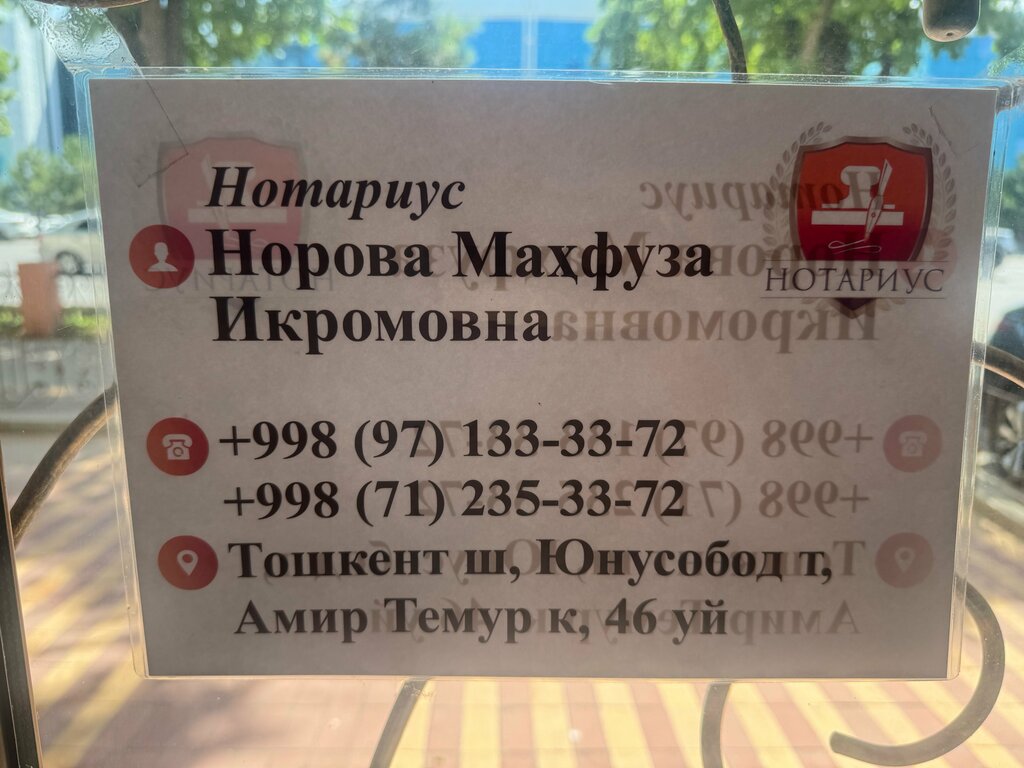 Нотариус
Норова Маҳфуза
Икромовна
НОТАРИУС
+998 (97) 133-33-72
+998 (71) 235-33-72
Тошкент ш, Юнусобод т,
Амир Темур к, 46 уй